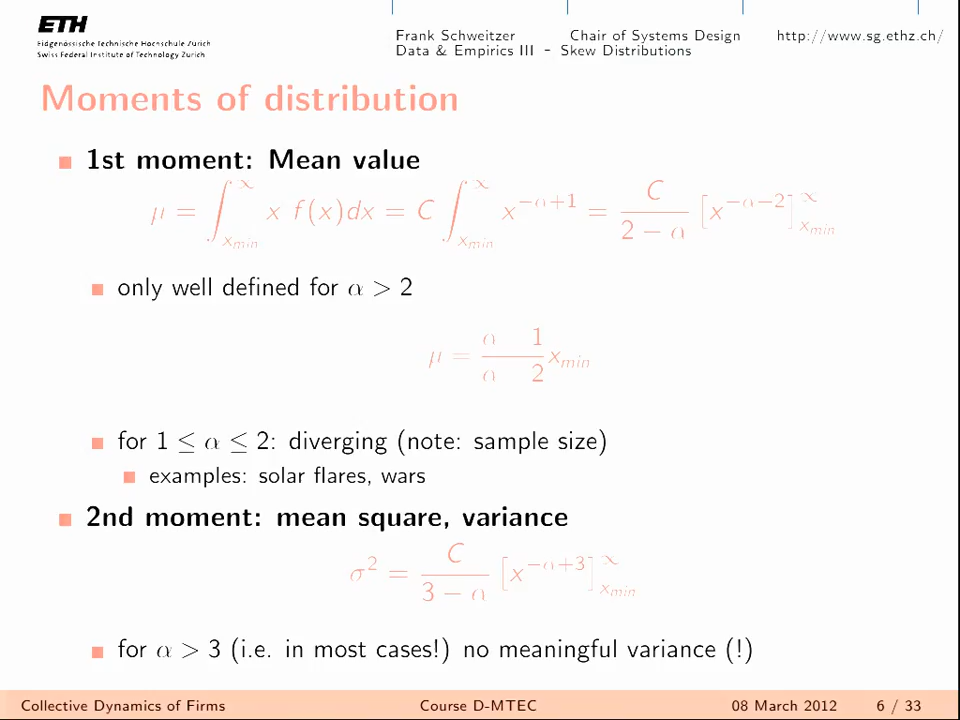 ETH
Eidgenössische Technische Hochschule Zürich
Swiss Federal Institute of Technology Zurich
Frank Schweitzer Chair of Systems Design http://www.sg.ethz.ch/
Data & Empirics III - Skew Distributions
Moments of distribution
1st moment: Mean value
μ = ∫_{x_min}^{∞} x f(x)dx = C ∫_{x_min}^{∞} x^{-α+1} = C/(2 − α) [x^{-α-2}]_{x_min}^{∞}
only well defined for α > 2
μ = (α 1)/(α 2) x_min
for 1 ≤ α ≤ 2: diverging (note: sample size)
examples: solar flares, wars
2nd moment: mean square, variance
σ² = C/(3 − α) [x^{-α+3}]_{x_min}^{∞}
for α > 3 (i.e. in most cases!) no meaningful variance (!)
Collective Dynamics of Firms Course D-MTEC 08 March 2012 6 / 33